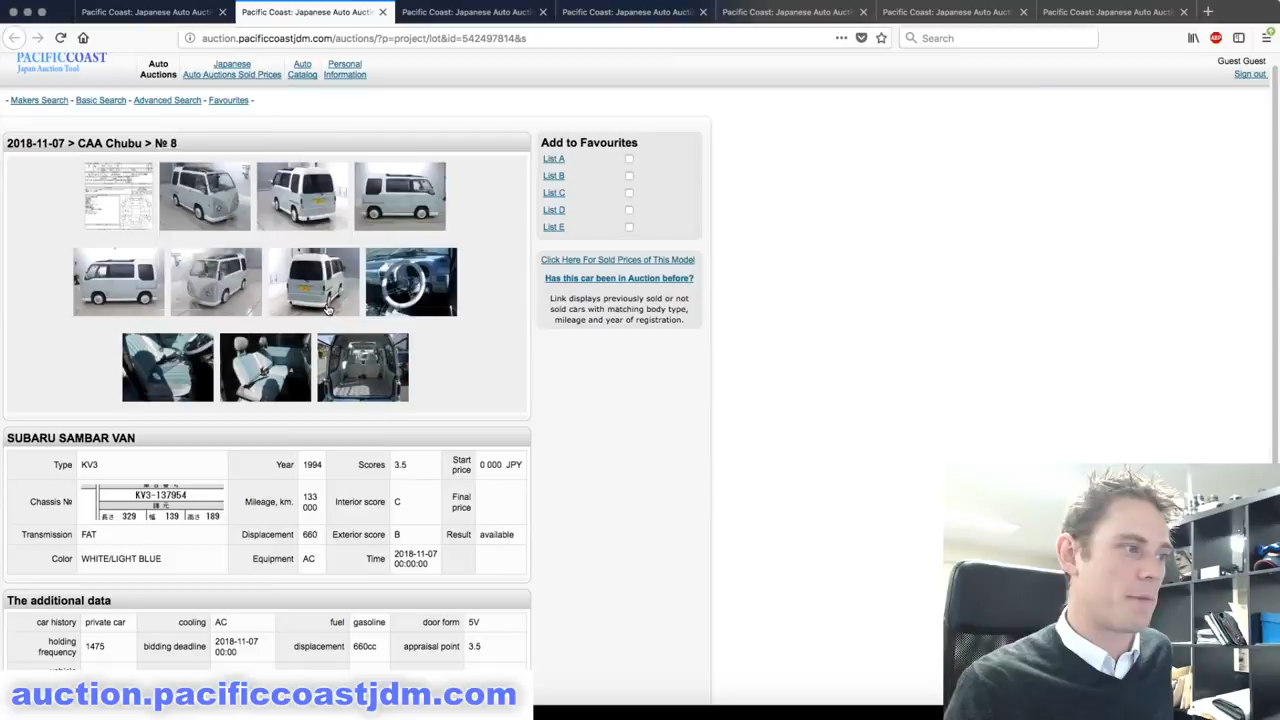 Pacific Coast: Japanese Auto Aucti
Pacific Coast: Japanese Auto Aucti
Pacific Coast: Japanese Auto Aucti
Pacific Coast: Japanese Auto Aucti
Pacific Coast: Japanese Auto Aucti
Pacific Coast: Japanese Auto Aucti
Pacific Coast: Japanese Auto Aucti
auction.pacificcoastjdm.com/auctions/?p=project/lot&id=542497814&s
Search
ABP
PACIFICCOAST
Japan Auction Tool
Auto Auctions
Japanese Auto Auctions Sold Prices
Auto Catalog
Personal Information
Guest Guest
Sign out
- Makers Search - Basic Search - Advanced Search - Favourites -
2018-11-07 > CAA Chubu > № 8
Add to Favourites
List A
List B
List C
List D
List E
Click Here For Sold Prices of This Model
Has this car been in Auction before?
Link displays previously sold or not
sold cars with matching body type,
mileage and year of registration.
SUBARU SAMBAR VAN
Type KV3 Year 1994 Scores 3.5 Start price 0 000 JPY
Chassis № KV3-137954 長さ 329 幅 139 高さ 189 Mileage, km. 133 000 Interior score C Final price
Transmission FAT Displacement 660 Exterior score B Result available
Color WHITE/LIGHT BLUE Equipment AC Time 2018-11-07 00:00:00
The additional data
car history private car cooling AC fuel gasoline door form 5V
holding frequency 1475 bidding deadline 2018-11-07 00:00 displacement 660cc appraisal point 3.5
auction.pacificcoastjdm.com